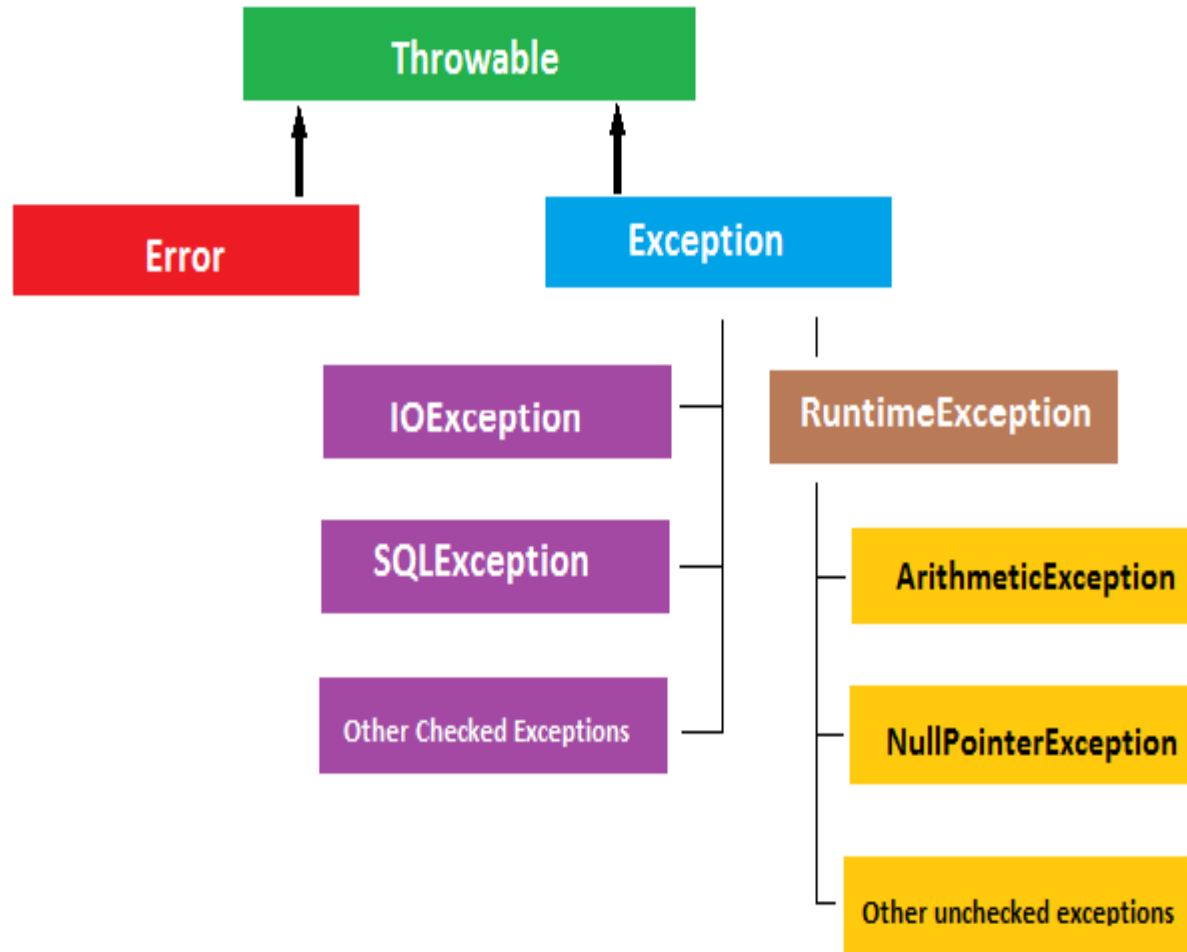 Throwable
Error
Exception
IOException
RuntimeException
SQLException
ArithmeticException
Other Checked Exceptions
NullPointerException
Other unchecked exceptions